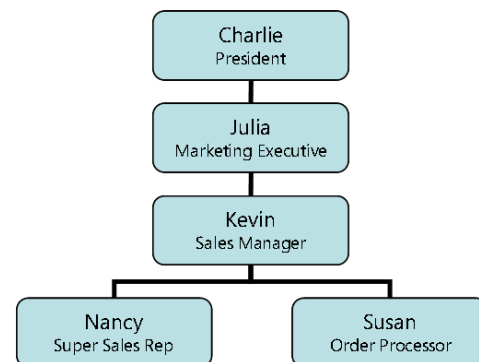 Charlie
President
Julia
Marketing Executive
Kevin
Sales Manager
Nancy
Super Sales Rep
Susan
Order Processor